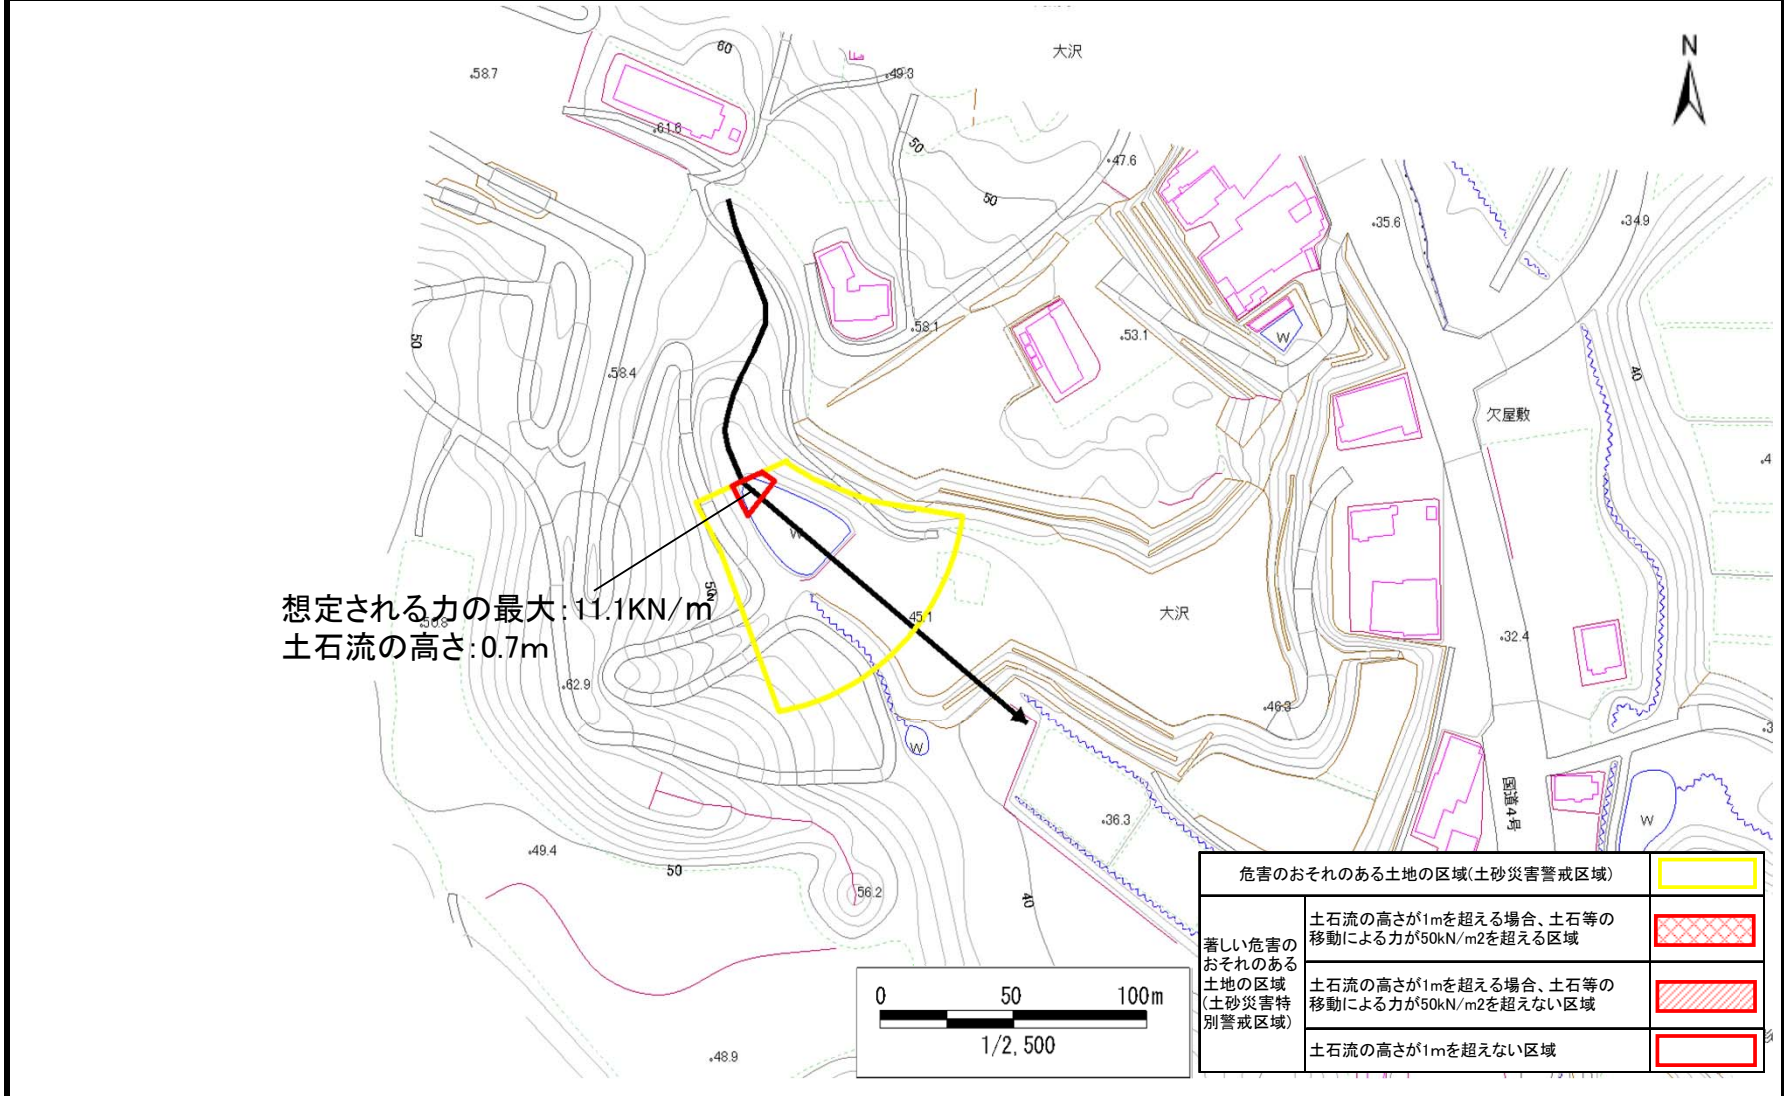 大沢
N
60
.58.7
.49.3
.61.6
50
.47.6
50
.35.6
.34.9
50
.58.1
.53.1
W
.58.4
40
欠屋敷
.4
W
50
想定される力の最大:11.1KN/㎡
土石流の高さ:0.7m
45.1
大沢
.32.4
.62.9
.46.3
W
国道4号
.36.3
W
.49.4
50
.56.2
40
危害のおそれのある土地の区域(土砂災害警戒区域)
著しい危害の
おそれのある
土地の区域
(土砂災害特
別警戒区域)
土石流の高さが1mを超える場合、土石等の
移動による力が50kN/m2を超える区域
土石流の高さが1mを超える場合、土石等の
移動による力が50kN/m2を超えない区域
土石流の高さが1mを超えない区域
0 50 100m
1/2,500
.48.9